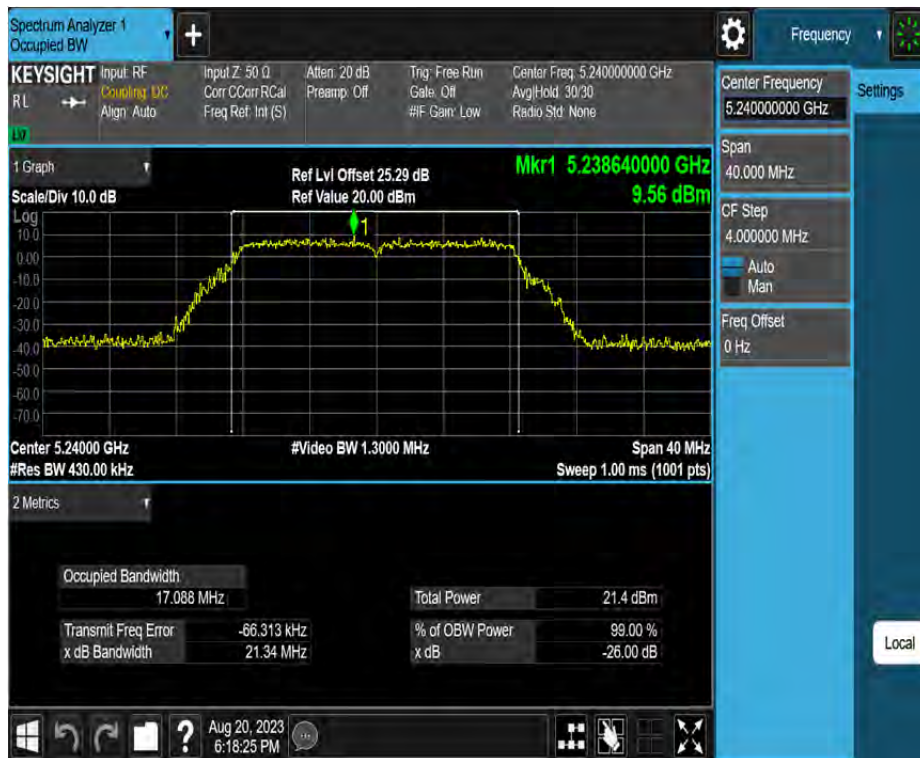 Spectrum Analyzer 1
Occupied BW
Frequency
KEYSIGHT
RL
Input: RF
Coupling: DC
Align: Auto
Input Z: 50 Ω
Corr CCorr RCal
Freq Ref: Int (S)
Atten: 20 dB
Preamp: Off
Trig: Free Run
Gate: Off
#IF Gain: Low
Center Freq: 5.240000000 GHz
Avg|Hold: 30/30
Radio Std: None
Center Frequency
5.240000000 GHz
Settings
Span
40.000 MHz
CF Step
4.000000 MHz
Auto
Man
Freq Offset
0 Hz
Local
1 Graph
Scale/Div 10.0 dB
Ref Lvl Offset 25.29 dB
Ref Value 20.00 dBm
Mkr1 5.238640000 GHz
9.56 dBm
Log
10.0
0.00
-10.0
-20.0
-30.0
-40.0
-50.0
-60.0
-70.0
1
Center 5.24000 GHz
#Video BW 1.3000 MHz
Span 40 MHz
#Res BW 430.00 kHz
Sweep 1.00 ms (1001 pts)
2 Metrics
Occupied Bandwidth
17.088 MHz
Total Power 21.4 dBm
Transmit Freq Error -66.313 kHz
% of OBW Power 99.00 %
x dB Bandwidth 21.34 MHz
x dB -26.00 dB
?
Aug 20, 2023
6:18:25 PM